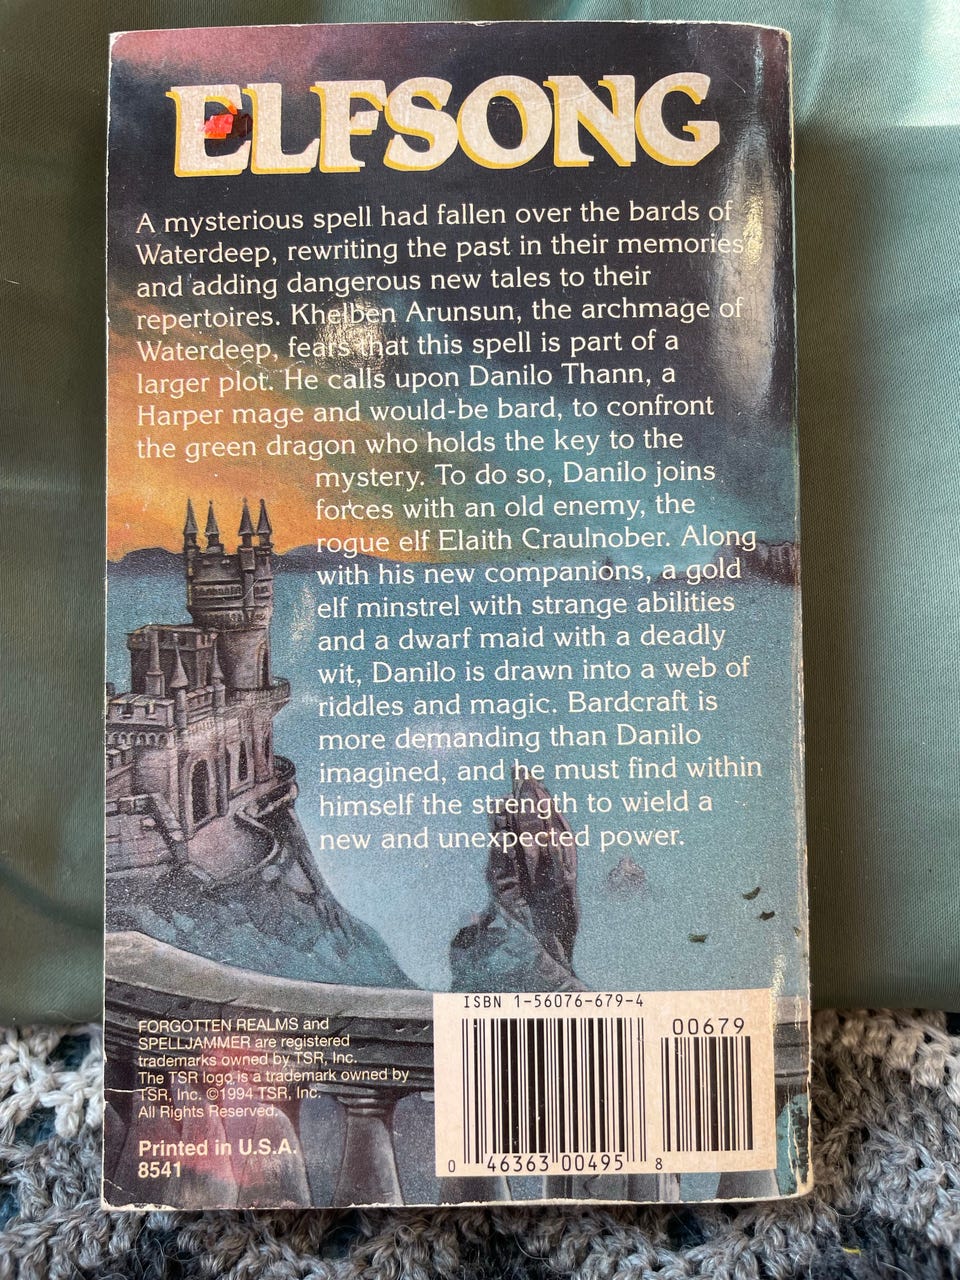 ELFSONG
A mysterious spell had fallen over the bards of
Waterdeep, rewriting the past in their memories
and adding dangerous new tales to their
repertoires. Khelben Arunsun, the archmage of
Waterdeep, fears that this spell is part of a
larger plot. He calls upon Danilo Thann, a
Harper mage and would-be bard, to confront
the green dragon who holds the key to the
mystery. To do so, Danilo joins
forces with an old enemy, the
rogue elf Elaith Craulnober. Along
with his new companions, a gold
elf minstrel with strange abilities
and a dwarf maid with a deadly
wit, Danilo is drawn into a web of
riddles and magic. Bardcraft is
more demanding than Danilo
imagined, and he must find within
himself the strength to wield a
new and unexpected power.
ISBN 1-56076-679-4
00679
0 46363 00495 8
FORGOTTEN REALMS and
SPELLJAMMER are registered
trademarks owned by TSR, Inc.
The TSR logo is a trademark owned by
TSR, Inc. ©1994 TSR, Inc.
All Rights Reserved.
Printed in U.S.A.
8541